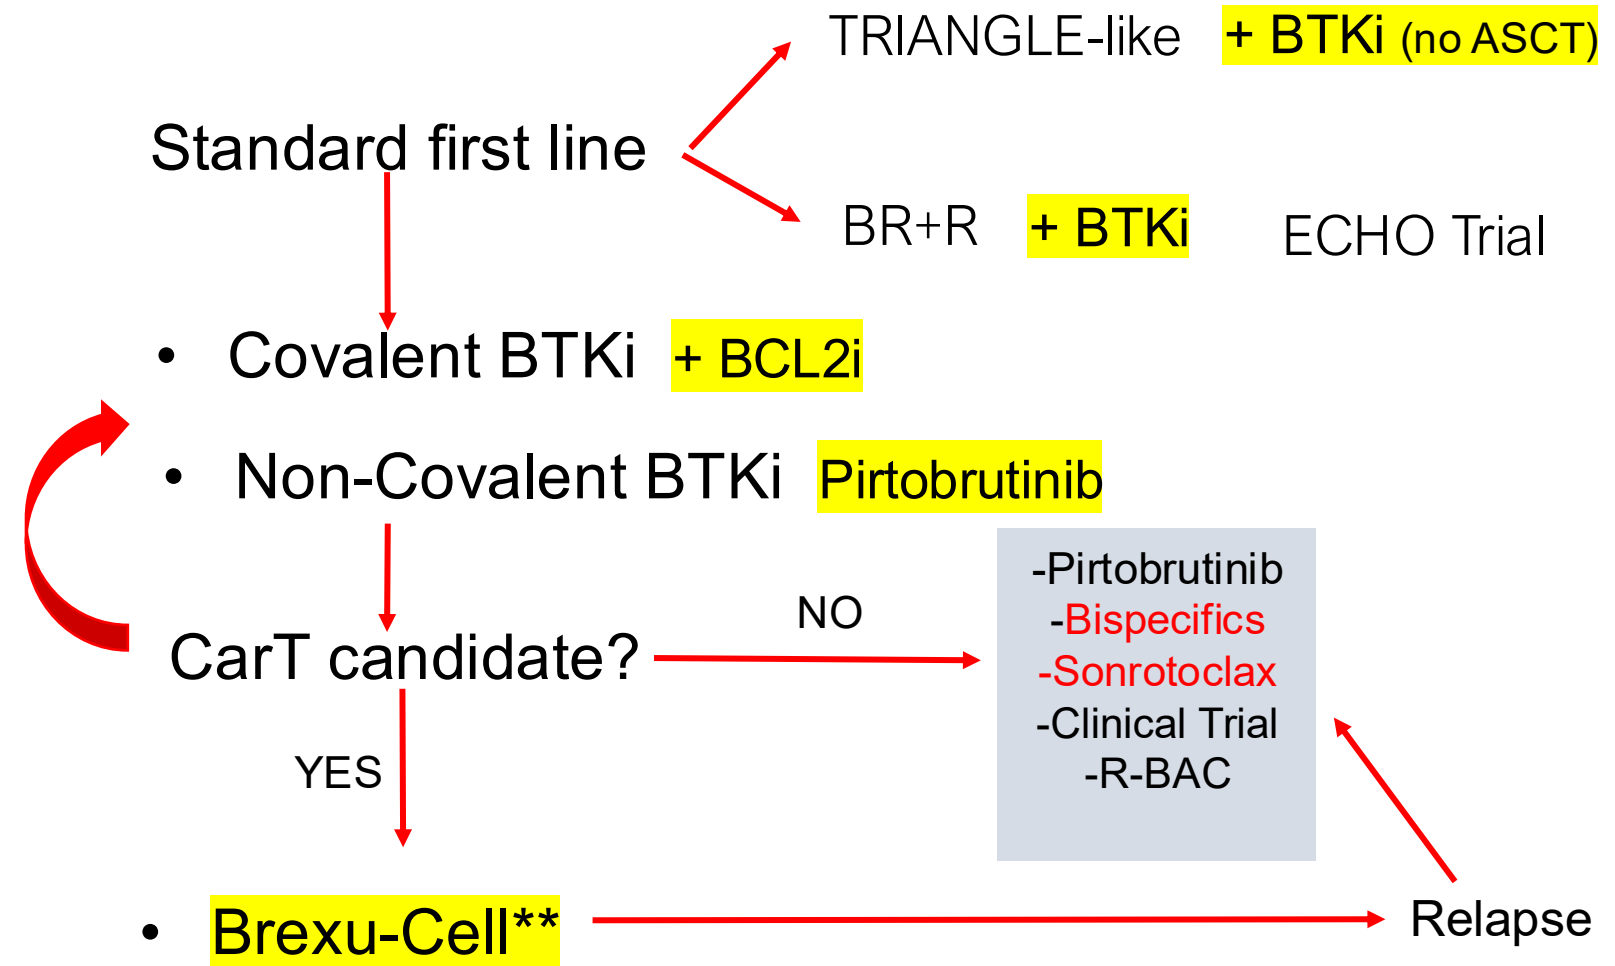 TRIANGLE-like + BTKi (no ASCT)
Standard first line
BR+R + BTKi ECHO Trial
• Covalent BTKi + BCL2i
• Non-Covalent BTKi Pirtobrutinib
-Pirtobrutinib
-Bispecifics
-Sonrotoclax
-Clinical Trial
-R-BAC
NO
CarT candidate?
YES
• Brexu-Cell**
Relapse